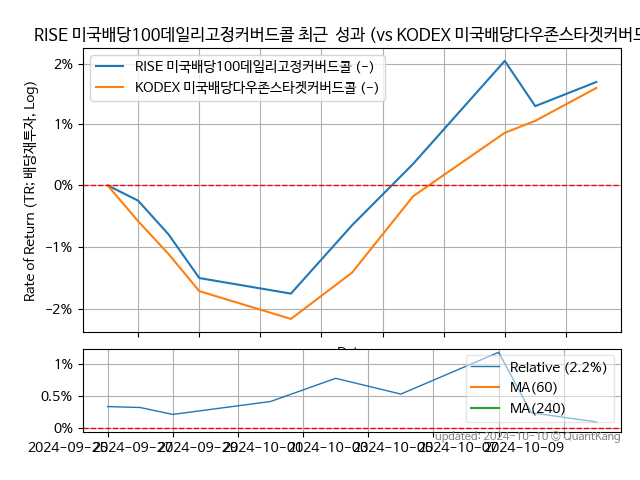 RISE 미국배당100데일리고정커버드콜 최근 성과 (vs KODEX 미국배당다우존스타겟커버드
2%
1%
0%
-1%
-2%
Rate of Return (TR: 배당재투자, Log)
RISE 미국배당100데일리고정커버드콜 (-)
KODEX 미국배당다우존스타겟커버드콜 (-)
1%
0.5%
0%
Relative (2.2%)
MA(60)
MA(240)
updated: 2024-10-10 © QuantKang
2024-09-25 2024-09-27 2024-09-29 2024-10-01 2024-10-03 2024-10-05 2024-10-07 2024-10-09